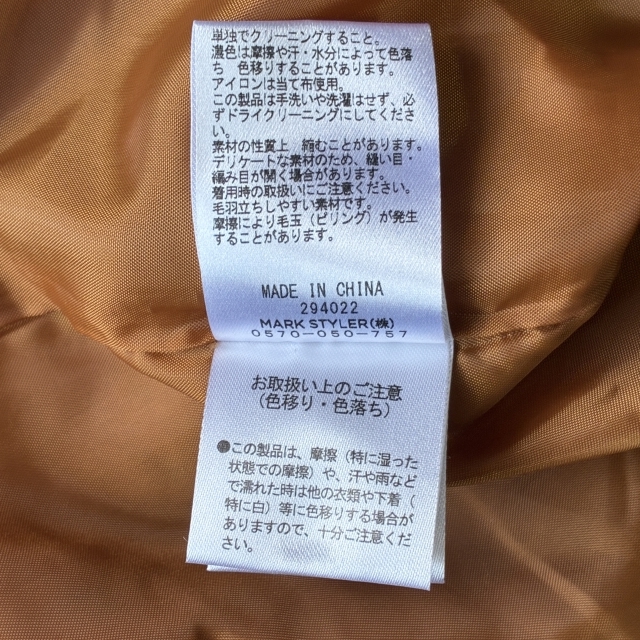 単独でクリーニングすること。
濃色は摩擦や汗・水分によって色落
ち　色移りすることがあります。
アイロンは当て布使用。
この製品は手洗いや洗濯はせず、必
ずドライクリーニングにしてくださ
い。
素材の性質上　縮むことがあります。
デリケートな素材のため、縫い目・
編み目が開く場合があります。
着用時の取扱いにご注意ください。
毛羽立ちしやすい素材です。
摩擦により毛玉（ピリング）が発生
することがあります。
MADE IN CHINA
294022
MARK STYLER(株)
0570-050-757
お取扱い上のご注意
（色移り・色落ち）
●この製品は、摩擦（特に湿った
状態での摩擦）や、汗や雨など
で濡れた時は他の衣類や下着（
特に白）等に色移りする場合が
ありますので、十分ご注意くだ
さい。